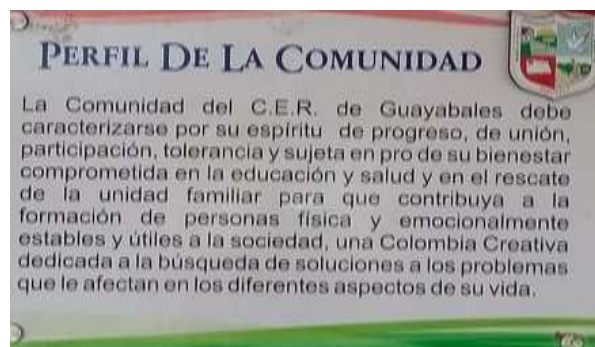 PERFIL DE LA COMUNIDAD
La Comunidad del C.E.R. de Guayabales debe
caracterizarse por su espíritu de progreso, de unión,
participación, tolerancia y sujeta en pro de su bienestar
comprometida en la educación y salud y en el rescate
de la unidad familiar para que contribuya a la
formación de personas física y emocionalmente
estables y útiles a la sociedad, una Colombia Creativa
dedicada a la búsqueda de soluciones a los problemas
que le afectan en los diferentes aspectos de su vida.